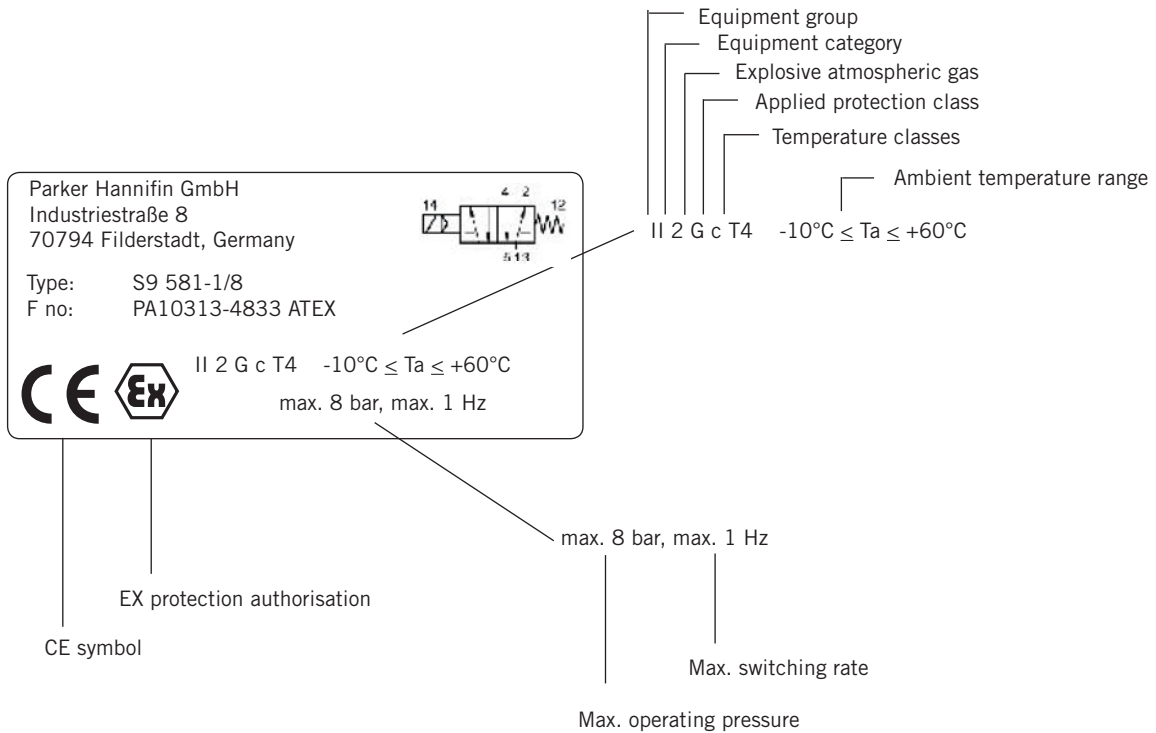 Equipment group
Equipment category
Explosive atmospheric gas
Applied protection class
Temperature classes
Ambient temperature range
II 2 G c T4 -10°C ≤ Ta ≤ +60°C
Parker Hannifin GmbH
Industriestraße 8
70794 Filderstadt, Germany
4 2
14 12
513
Type: S9 581-1/8
F no: PA10313-4833 ATEX
II 2 G c T4 -10°C ≤ Ta ≤ +60°C
CE Ex
max. 8 bar, max. 1 Hz
max. 8 bar, max. 1 Hz
EX protection authorisation
CE symbol
Max. switching rate
Max. operating pressure